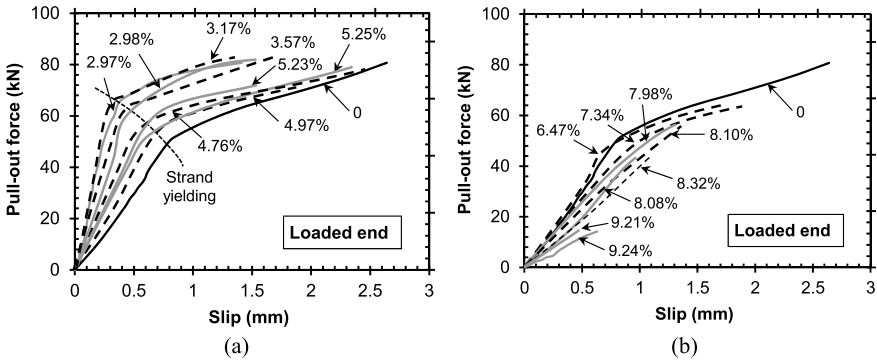 100
80
60
40
20
0
Pull-out force (kN)
3.17%
2.98%
3.57%
5.25%
2.97%
5.23%
0
4.97%
4.76%
Strand
yielding
Loaded end
0 0.5 1 1.5 2 2.5 3
Slip (mm)
(a)
100
80
60
40
20
0
Pull-out force (kN)
7.98%
7.34%
6.47%
0
8.10%
8.32%
8.08%
9.21%
9.24%
Loaded end
0 0.5 1 1.5 2 2.5 3
Slip (mm)
(b)